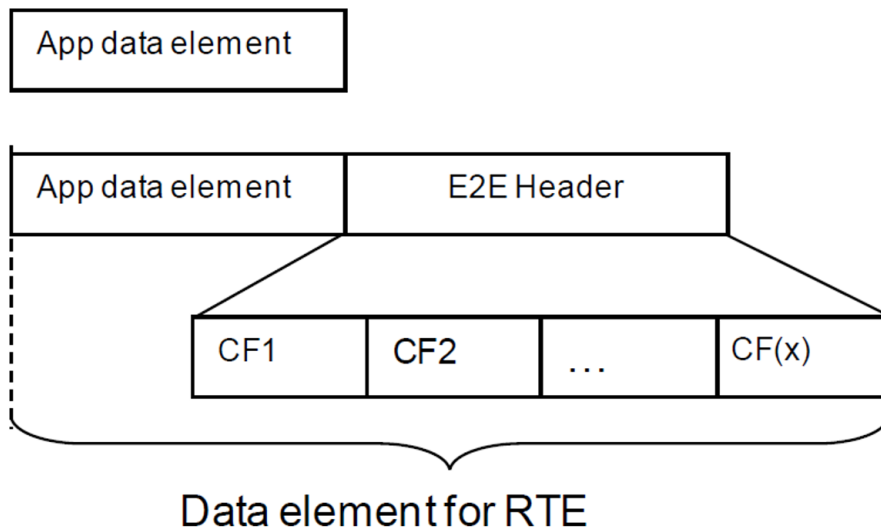 App data element
App data element
E2E Header
CF1
CF2
...
CF(x)
Data element for RTE